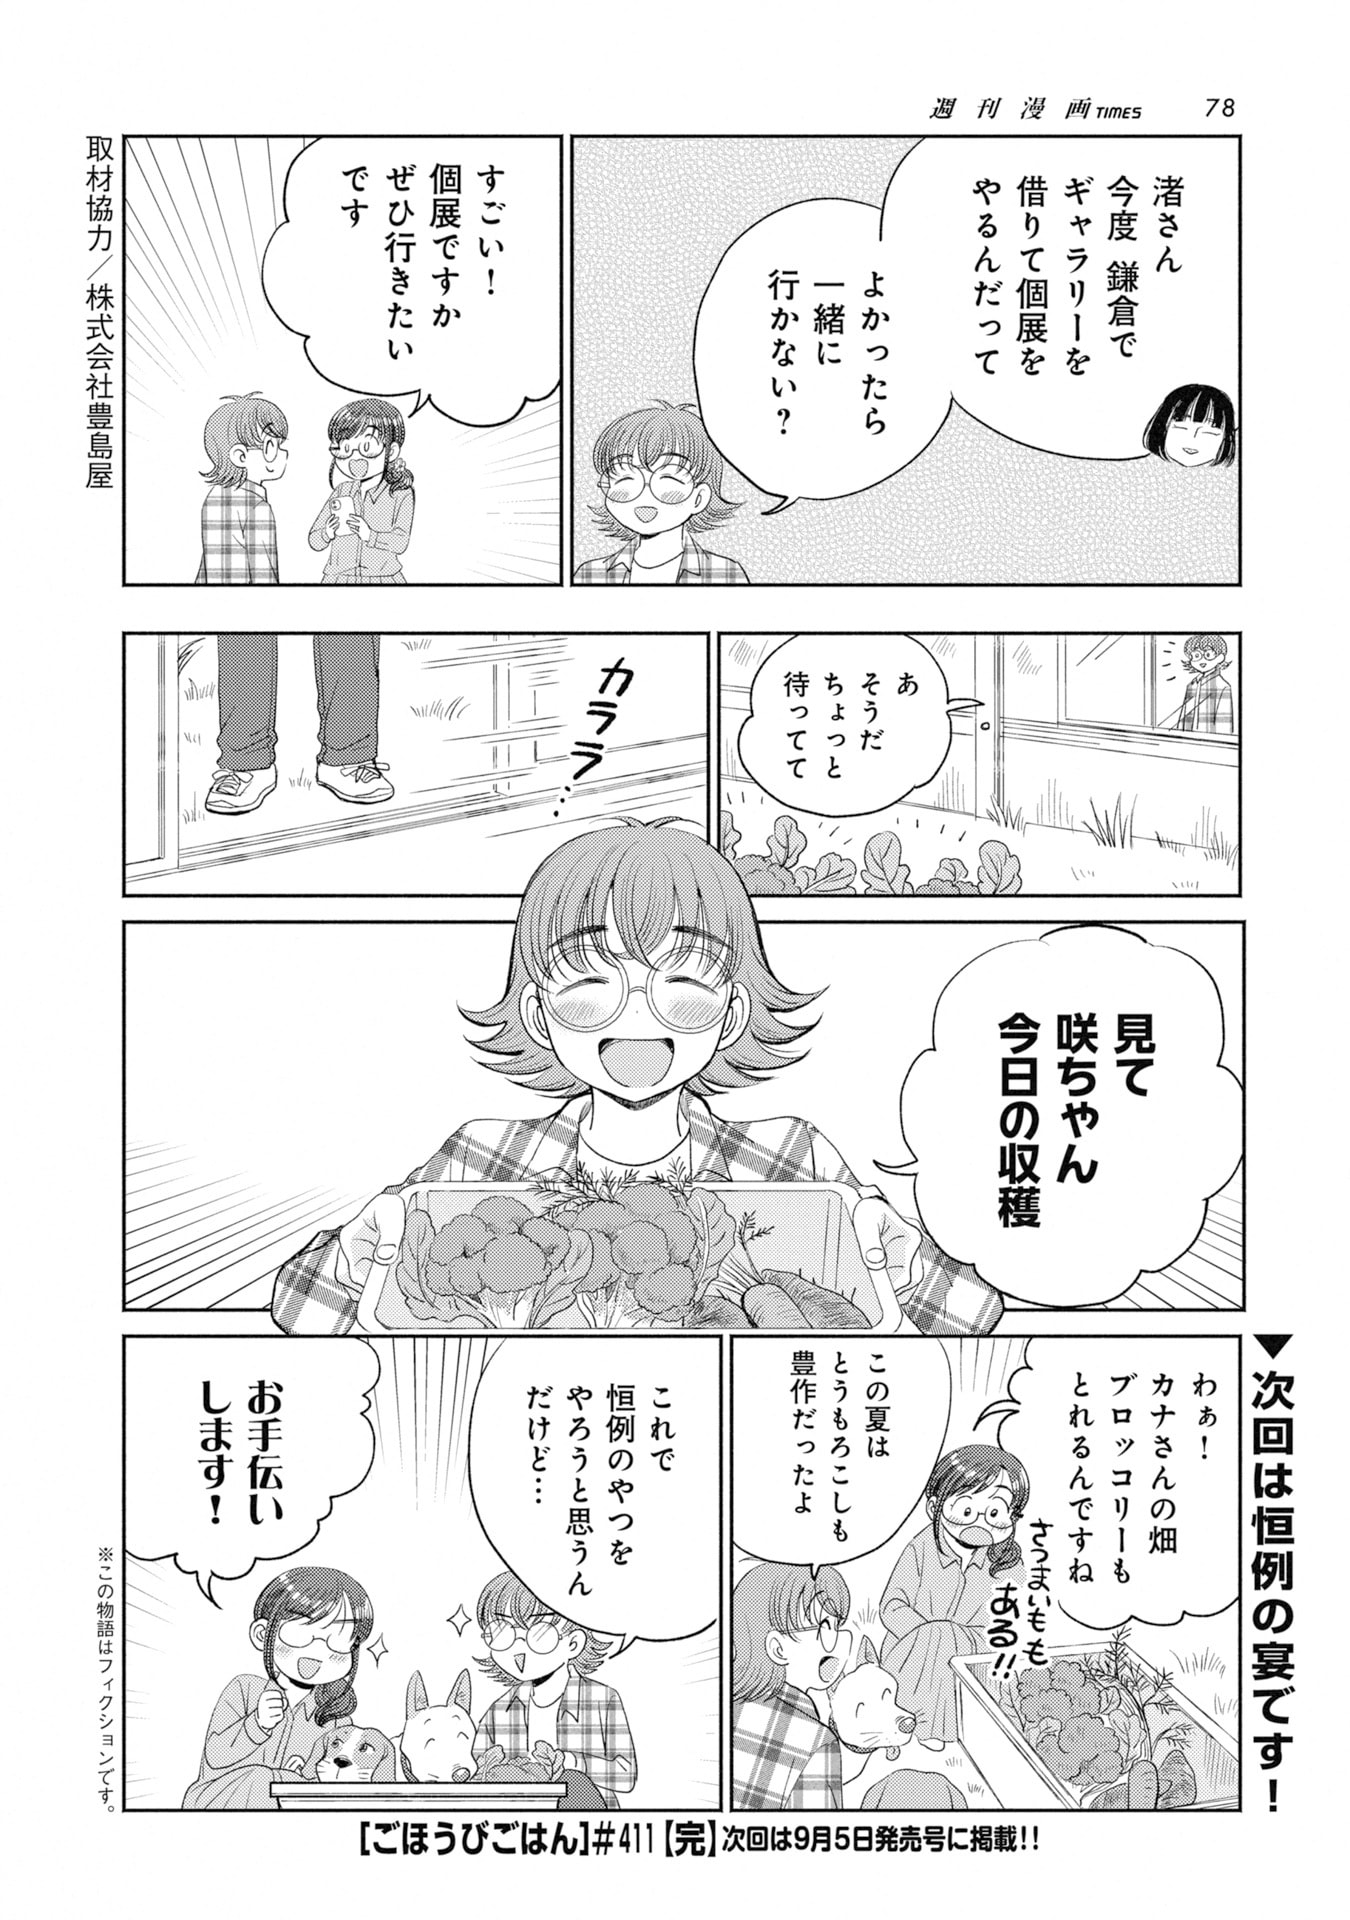 週刊漫画TIMES
78
渚さん
今度 鎌倉で
ギャラリーを
借りて個展を
やるんだって
よかったら
一緒に
行かない？
すごい！
個展ですか
ぜひ行きたい
です
取材協力／株式会社豊島屋
あ
そうだ
ちょっと
待ってて
カララ…
見て
咲ちゃん
今日の収穫
わぁ！
カナさんの畑
ブロッコリーも
とれるんですね
さつまいもも
ある!!
この夏は
とうもろこしも
豊作だったよ
これで
恒例のやつを
やろうと思うん
だけど…
お手伝い
します！
▼次回は恒例の宴です！
※この物語はフィクションです。
［ごほうびごはん］＃411【完】次回は9月5日発売号に掲載!!